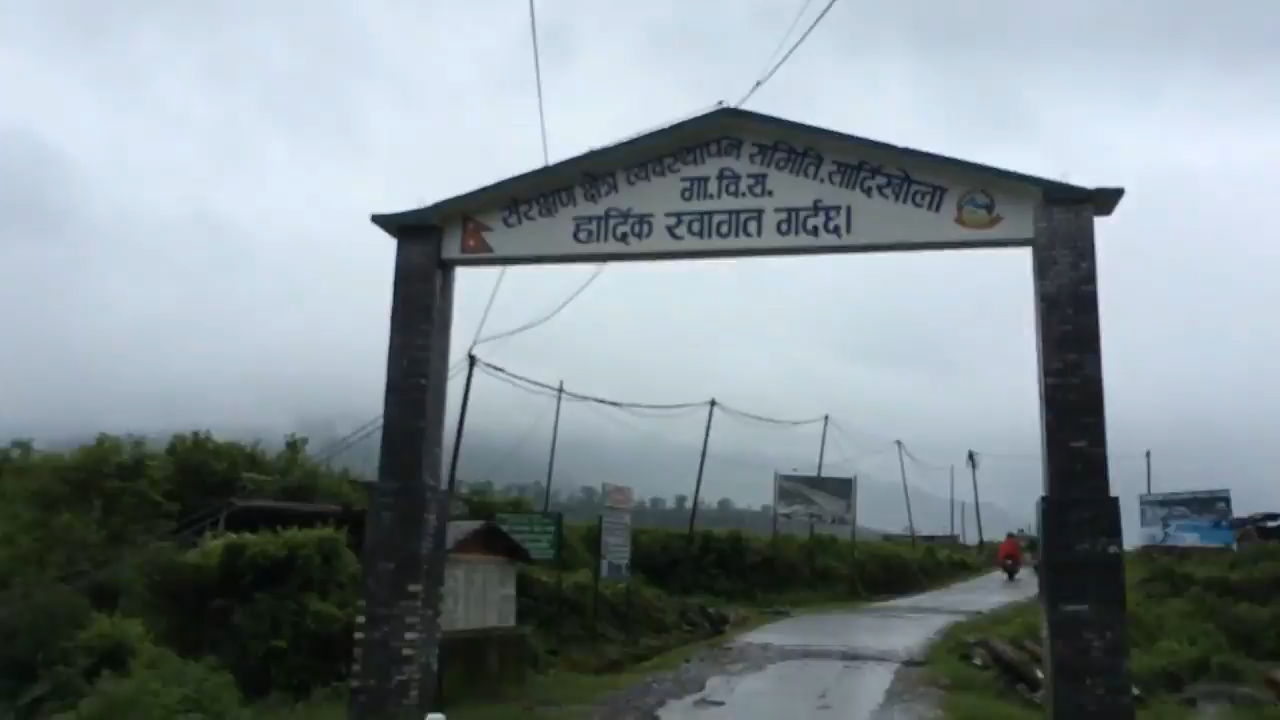 संरक्षण क्षेत्र व्यवस्थापन समिति, सार्दिखोला
गा.वि.स.
हार्दिक स्वागत गर्दछ।